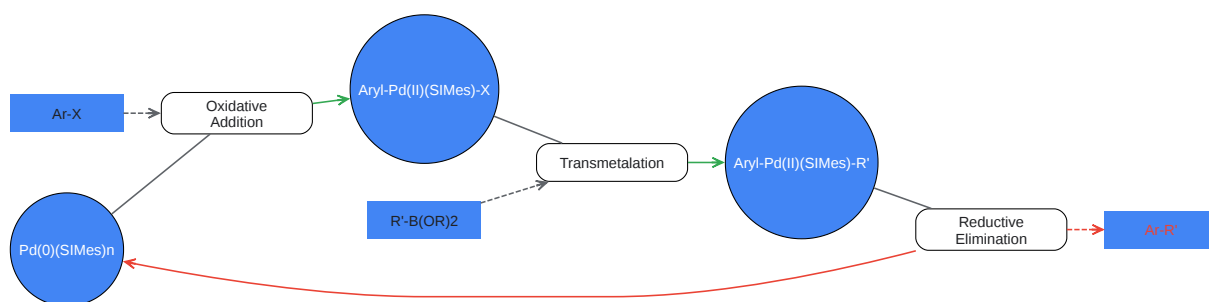 Ar-X
Oxidative
Addition
Aryl-Pd(II)(SIMes)-X
Pd(0)(SIMes)n
R'-B(OR)2
Transmetalation
Aryl-Pd(II)(SIMes)-R'
Reductive
Elimination
Ar-R'